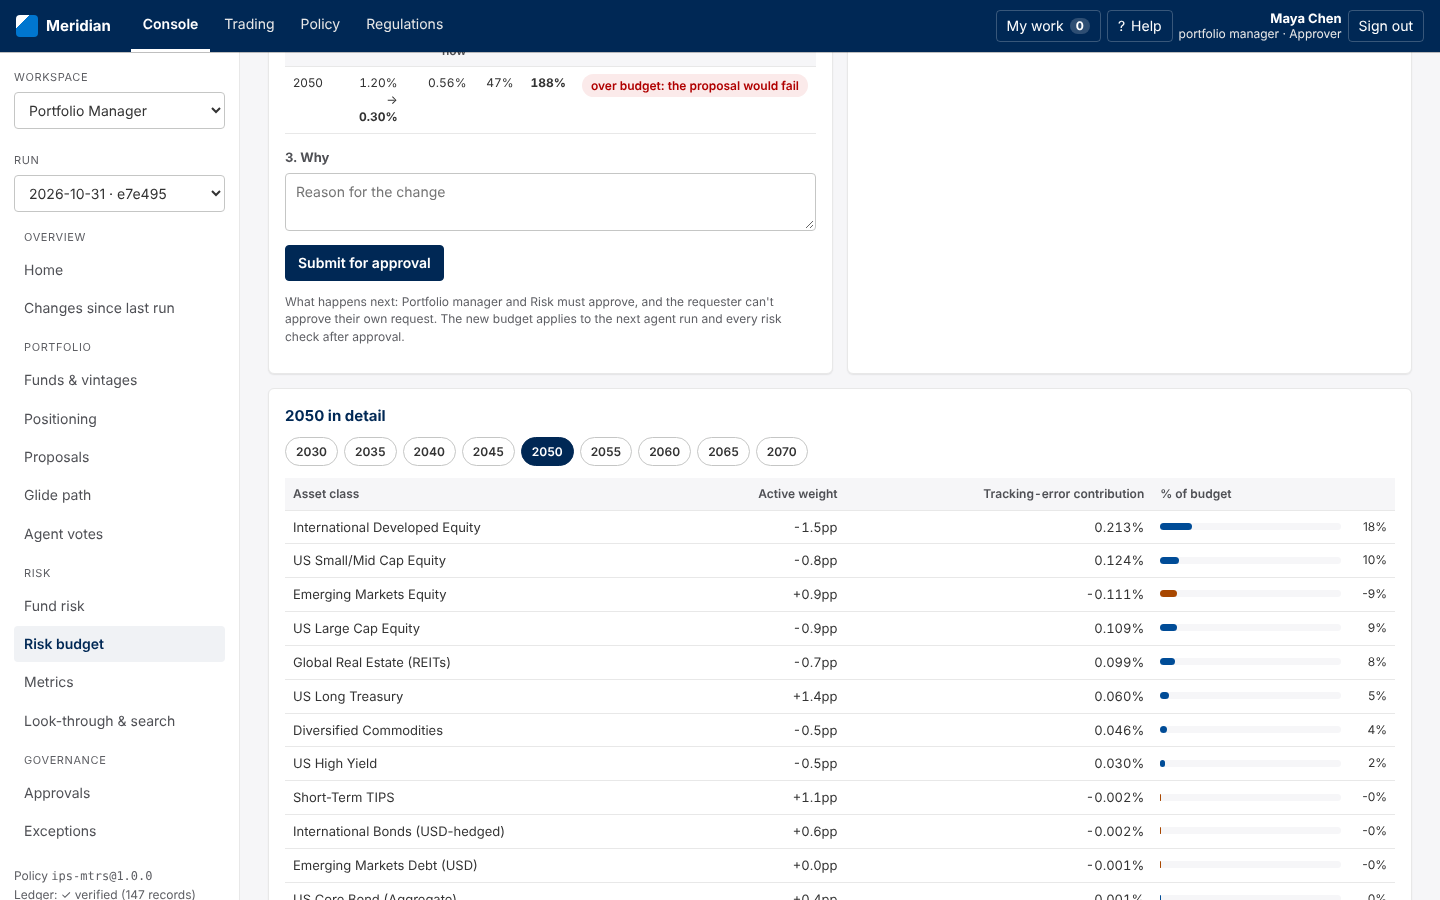 Meridian
Console
Trading
Policy
Regulations
My work 0
? Help
Maya Chen
portfolio manager · Approver
Sign out
WORKSPACE
Portfolio Manager
RUN
2026-10-31 · e7e495
OVERVIEW
Home
Changes since last run
PORTFOLIO
Funds & vintages
Positioning
Proposals
Glide path
Agent votes
RISK
Fund risk
Risk budget
Metrics
Look-through & search
GOVERNANCE
Approvals
Exceptions
Policy ips-mtrs@1.0.0
Ledger: ✓ verified (147 records)
now
2050 1.20% → 0.30% 0.56% 47% 188% over budget: the proposal would fail
3. Why
Reason for the change
Submit for approval
What happens next: Portfolio manager and Risk must approve, and the requester can't
approve their own request. The new budget applies to the next agent run and every risk
check after approval.
2050 in detail
2030 2035 2040 2045 2050 2055 2060 2065 2070
Asset class Active weight Tracking-error contribution % of budget
International Developed Equity -1.5pp 0.213% 18%
US Small/Mid Cap Equity -0.8pp 0.124% 10%
Emerging Markets Equity +0.9pp -0.111% -9%
US Large Cap Equity -0.9pp 0.109% 9%
Global Real Estate (REITs) -0.7pp 0.099% 8%
US Long Treasury +1.4pp 0.060% 5%
Diversified Commodities -0.5pp 0.046% 4%
US High Yield -0.5pp 0.030% 2%
Short-Term TIPS +1.1pp -0.002% -0%
International Bonds (USD-hedged) +0.6pp -0.002% -0%
Emerging Markets Debt (USD) +0.0pp -0.001% -0%
US Core Bond (Aggregate) +0.4pp 0.001% 0%